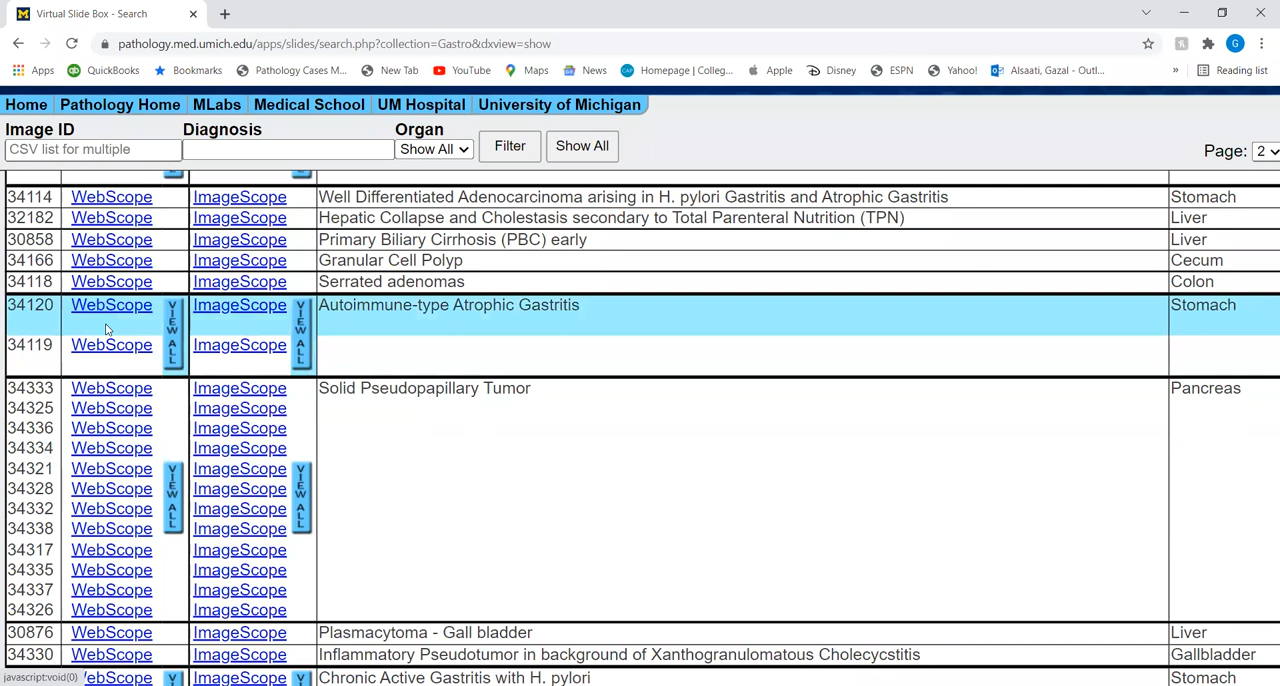 Virtual Slide Box - Search
pathology.med.umich.edu/apps/slides/search.php?collection=Gastro&dxview=show
G
Apps QuickBooks Bookmarks Pathology Cases M... New Tab YouTube Maps News Homepage | Colleg... Apple Disney ESPN Yahoo! Alsaati, Gazal - Outl... » Reading list
Home Pathology Home MLabs Medical School UM Hospital University of Michigan
Image ID Diagnosis Organ
CSV list for multiple Show All Filter Show All Page: 2
34114 WebScope ImageScope Well Differentiated Adenocarcinoma arising in H. pylori Gastritis and Atrophic Gastritis Stomach
32182 WebScope ImageScope Hepatic Collapse and Cholestasis secondary to Total Parenteral Nutrition (TPN) Liver
30858 WebScope ImageScope Primary Biliary Cirrhosis (PBC) early Liver
34166 WebScope ImageScope Granular Cell Polyp Cecum
34118 WebScope ImageScope Serrated adenomas Colon
34120 WebScope VIEW ALL ImageScope VIEW ALL Autoimmune-type Atrophic Gastritis Stomach
34119 WebScope ImageScope
34333 WebScope ImageScope Solid Pseudopapillary Tumor Pancreas
34325 WebScope ImageScope
34336 WebScope ImageScope
34334 WebScope ImageScope
34321 WebScope VIEW ALL ImageScope VIEW ALL
34328 WebScope ImageScope
34332 WebScope ImageScope
34338 WebScope ImageScope
34317 WebScope ImageScope
34335 WebScope ImageScope
34337 WebScope ImageScope
34326 WebScope ImageScope
30876 WebScope ImageScope Plasmacytoma - Gall bladder Liver
34330 WebScope ImageScope Inflammatory Pseudotumor in background of Xanthogranulomatous Cholecycstitis Gallbladder
javascript:void(0) ebScope ImageScope Chronic Active Gastritis with H. pylori Stomach